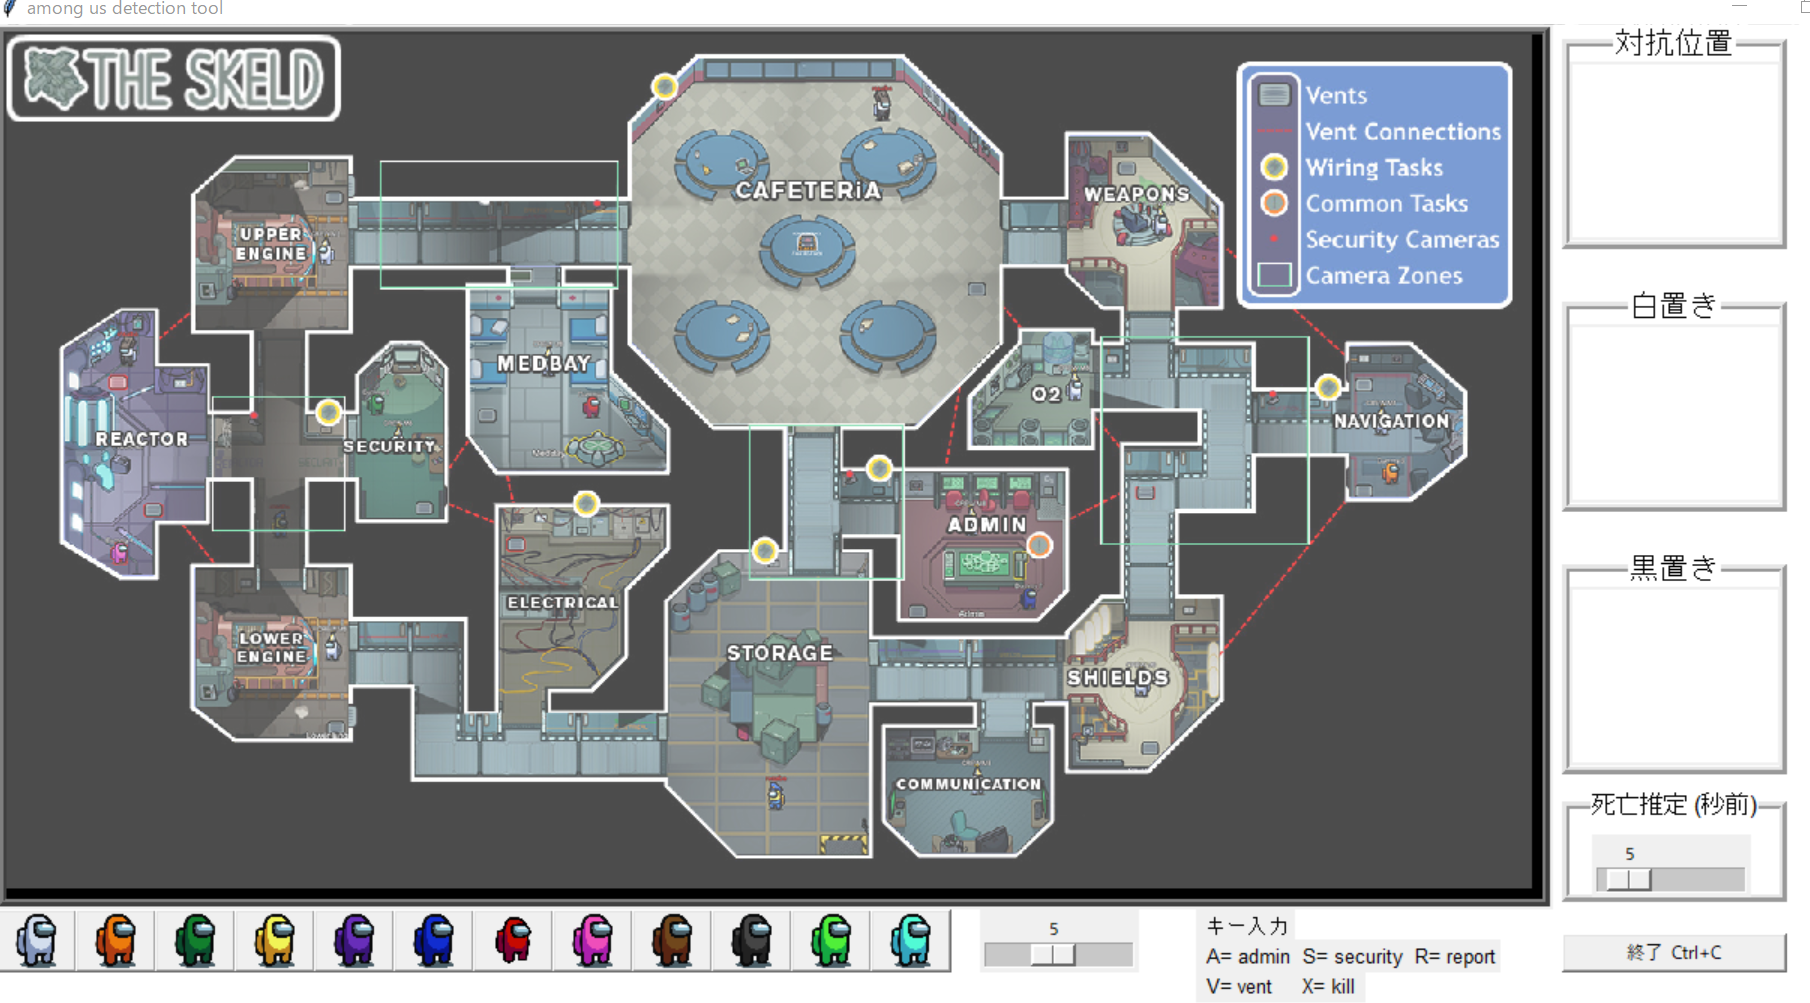 among us detection tool
THE SKELD
対抗位置
Vents
Vent Connections
Wiring Tasks
Common Tasks
Security Cameras
Camera Zones
CAFETERiA
WEAPONS
UPPER
ENGINE
MEDBAY
O2
REACTOR
SECURITY
NAVIGATION
ADMIN
ELECTRICAL
LOWER
ENGINE
STORAGE
SHIELDS
COMMUNICATION
白置き
黒置き
死亡推定 (秒前)
5
5
キー入力
A= admin S= security R= report
V= vent X= kill
終了 Ctrl+C